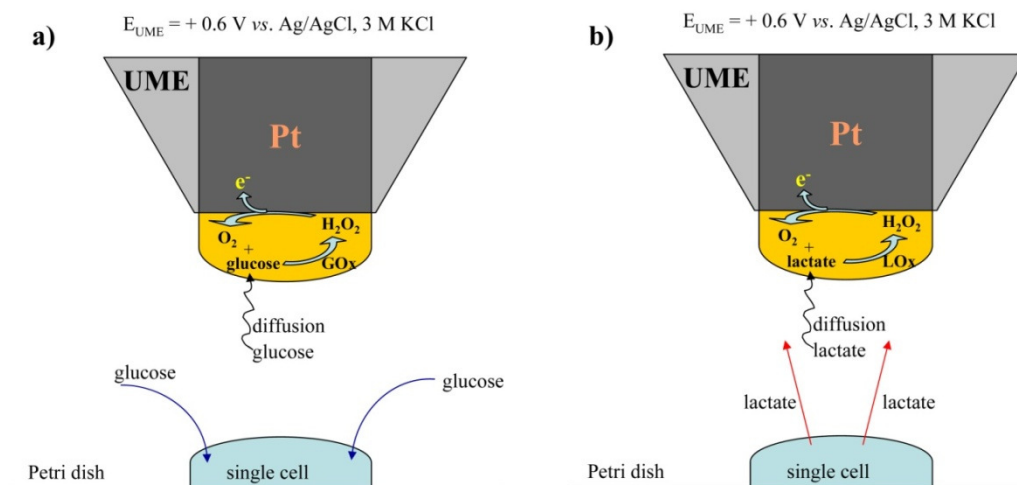 E_UME = + 0.6 V vs. Ag/AgCl, 3 M KCl
a)
UME
Pt
e-
H2O2
O2
+
glucose
GOx
diffusion
glucose
glucose
glucose
Petri dish
single cell
E_UME = + 0.6 V vs. Ag/AgCl, 3 M KCl
b)
UME
Pt
e-
H2O2
O2
+
lactate
LOx
diffusion
lactate
lactate
lactate
Petri dish
single cell